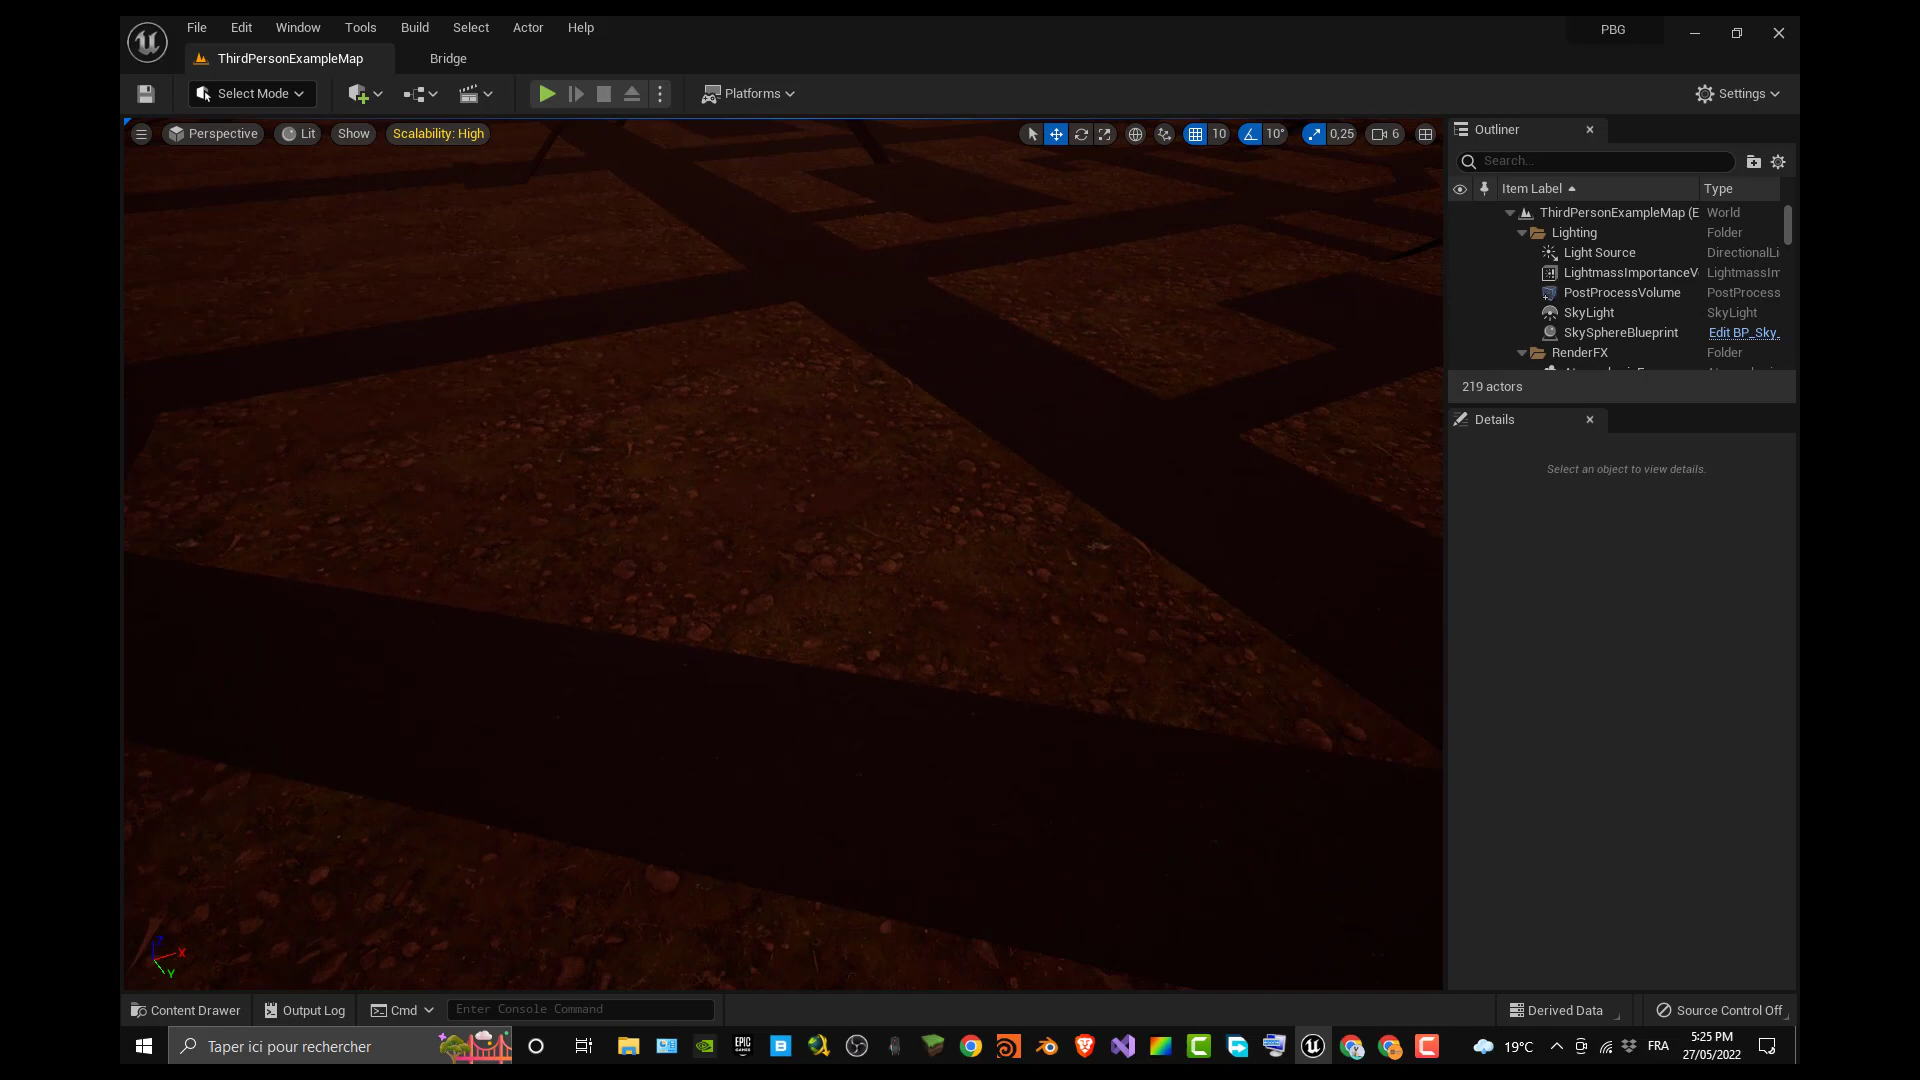 File Edit Window Tools Build Select Actor Help
PBG
ThirdPersonExampleMap
Bridge
Select Mode
Platforms
Settings
Perspective
Lit
Show
Scalability: High
10
10°
0,25
6
Outliner
Search...
Item Label
Type
ThirdPersonExampleMap (E World
Lighting Folder
Light Source DirectionalLi
LightmassImportanceV LightmassIm
PostProcessVolume PostProcess
SkyLight SkyLight
SkySphereBlueprint Edit BP_Sky_
RenderFX Folder
219 actors
Details
Select an object to view details.
Z
X
Y
Content Drawer
Output Log
Cmd
Enter Console Command
Derived Data
Source Control Off
Taper ici pour rechercher
EPIC
GAMES
19°C
FRA
5:25 PM
27/05/2022